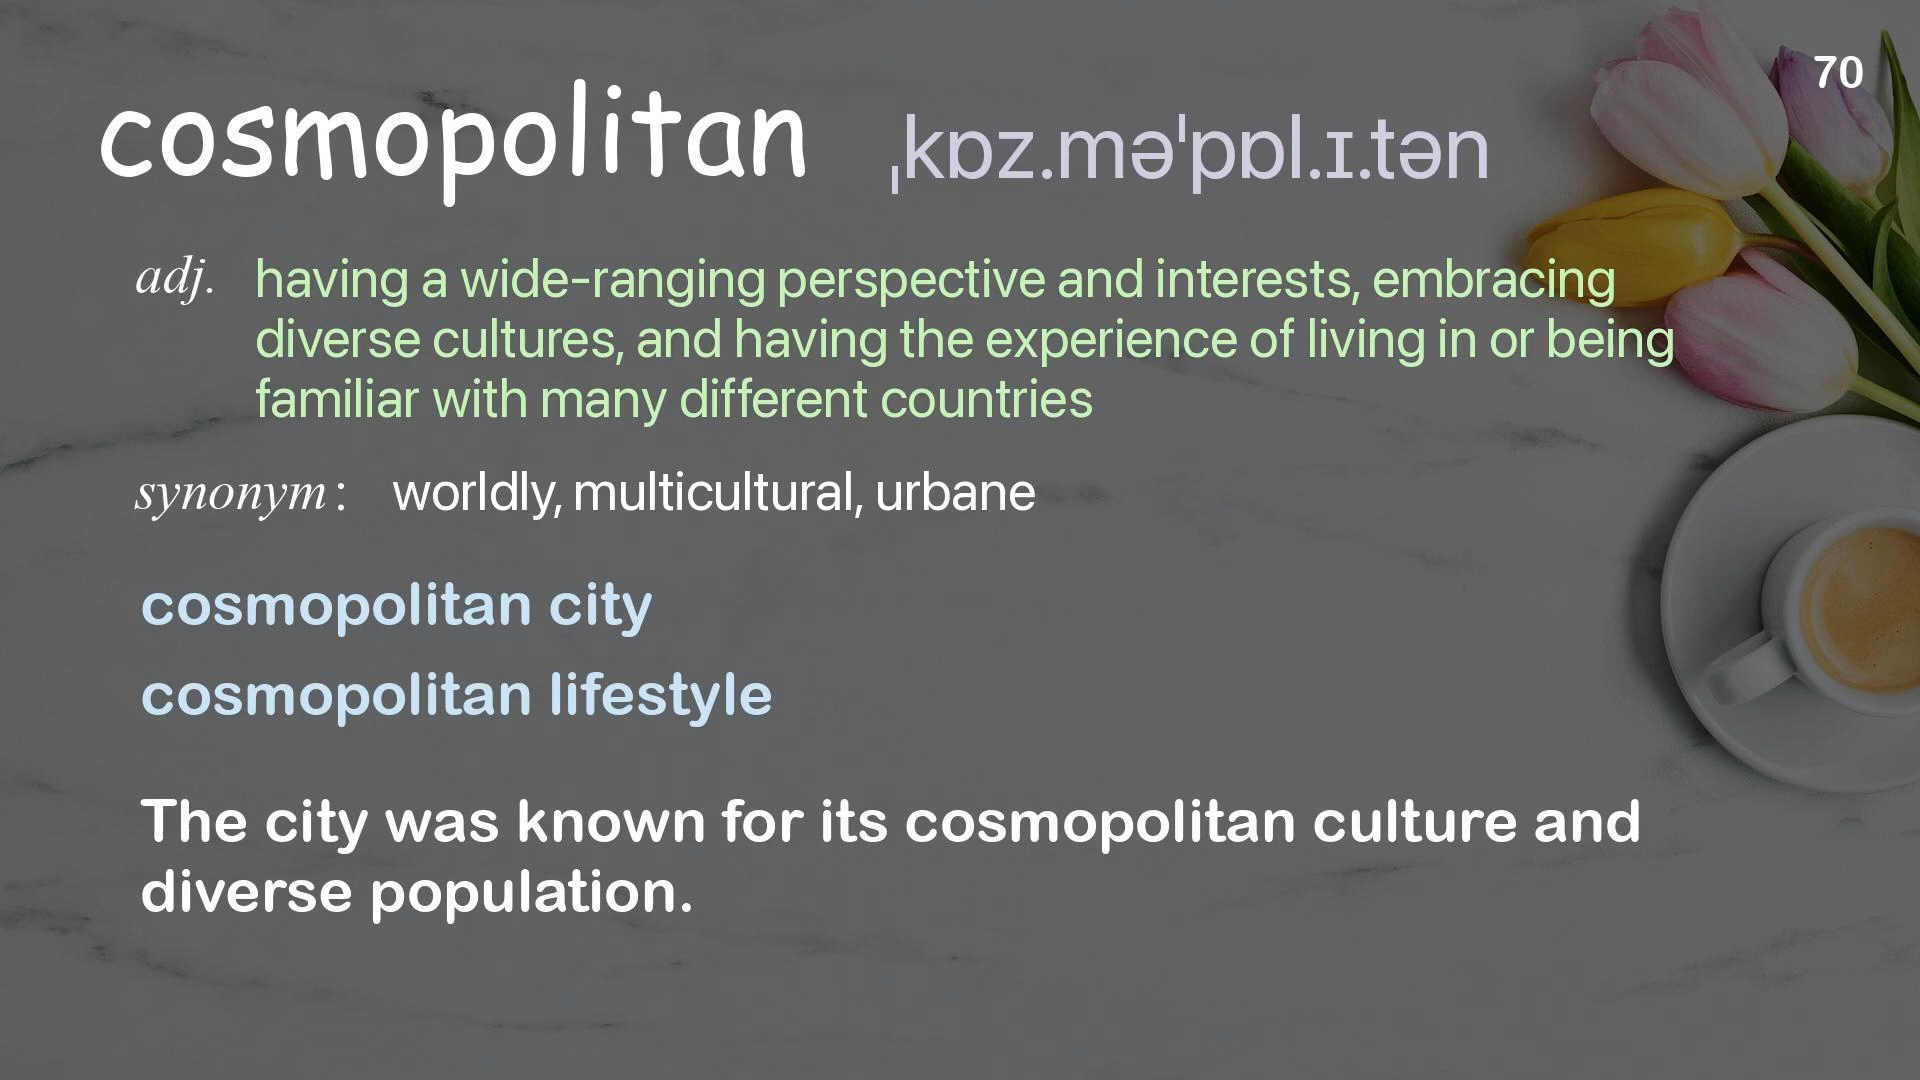 70
cosmopolitan ˌkɒz.məˈpɒl.ɪ.tən
adj. having a wide-ranging perspective and interests, embracing
diverse cultures, and having the experience of living in or being
familiar with many different countries
synonym: worldly, multicultural, urbane
cosmopolitan city
cosmopolitan lifestyle
The city was known for its cosmopolitan culture and
diverse population.